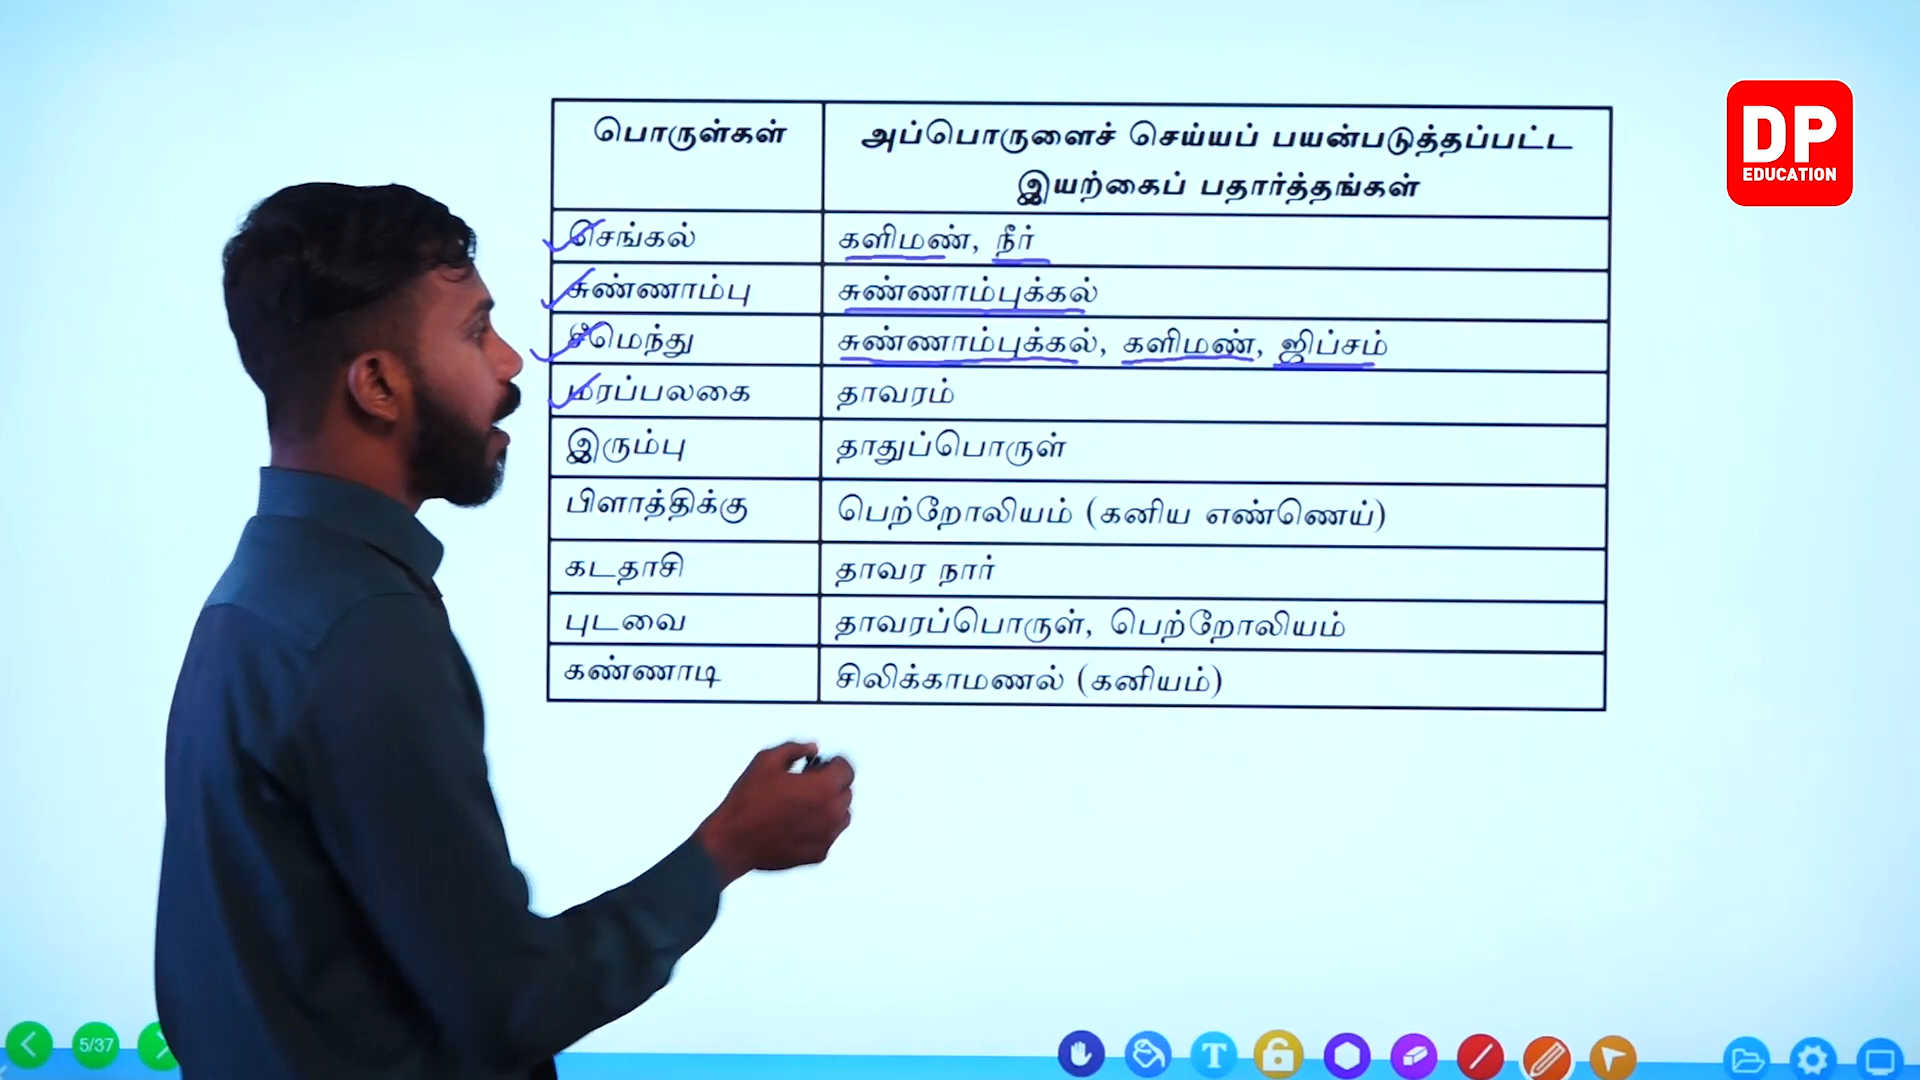 DP
EDUCATION
பொருள்கள் அப்பொருளைச் செய்யப் பயன்படுத்தப்பட்ட
இயற்கைப் பதார்த்தங்கள்
செங்கல் களிமண், நீர்
சுண்ணாம்பு சுண்ணாம்புக்கல்
சீமெந்து சுண்ணாம்புக்கல், களிமண், ஜிப்சம்
மரப்பலகை தாவரம்
இரும்பு தாதுப்பொருள்
பிளாத்திக்கு பெற்றோலியம் (கனிய எண்ணெய்)
கடதாசி தாவர நார்
புடவை தாவரப்பொருள், பெற்றோலியம்
கண்ணாடி சிலிக்காமணல் (கனியம்)
5/37
T